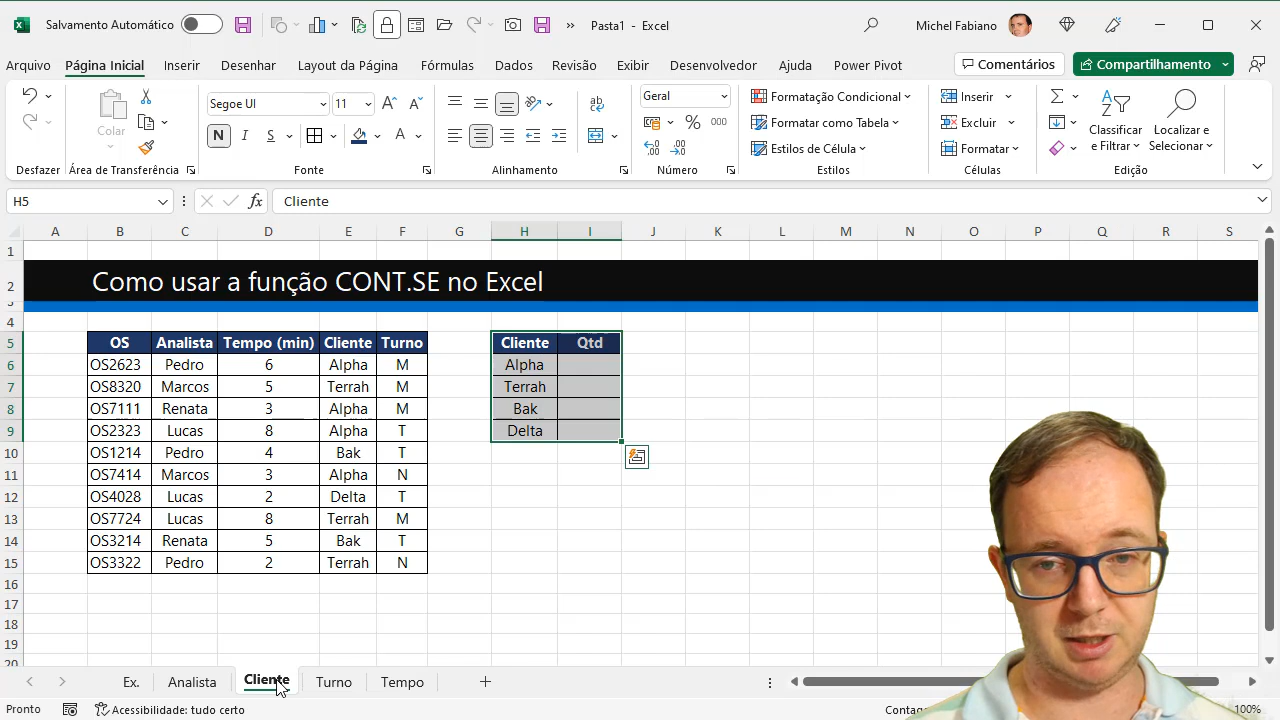 Salvamento Automático
Pasta1 - Excel
Michel Fabiano
Arquivo Página Inicial Inserir Desenhar Layout da Página Fórmulas Dados Revisão Exibir Desenvolvedor Ajuda Power Pivot Comentários Compartilhamento
Segoe UI 11 Geral Formatação Condicional Inserir
Colar N I S A % 000 Formatar como Tabela Excluir Classificar e Filtrar Localizar e Selecionar
Estilos de Célula Formatar
Desfazer Área de Transferência Fonte Alinhamento Número Estilos Células Edição
H5 fx Cliente
A B C D E F G H I J K L M N O P Q R S
1
2 Como usar a função CONT.SE no Excel
3
4
5 OS Analista Tempo (min) Cliente Turno Cliente Qtd
6 OS2623 Pedro 6 Alpha M Alpha
7 OS8320 Marcos 5 Terrah M Terrah
8 OS7111 Renata 3 Alpha M Bak
9 OS2323 Lucas 8 Alpha T Delta
10 OS1214 Pedro 4 Bak T
11 OS7414 Marcos 3 Alpha N
12 OS4028 Lucas 2 Delta T
13 OS7724 Lucas 8 Terrah M
14 OS3214 Renata 5 Bak T
15 OS3322 Pedro 2 Terrah N
16
17
18
19
20
Ex. Analista Cliente Turno Tempo
Pronto Acessibilidade: tudo certo 100%